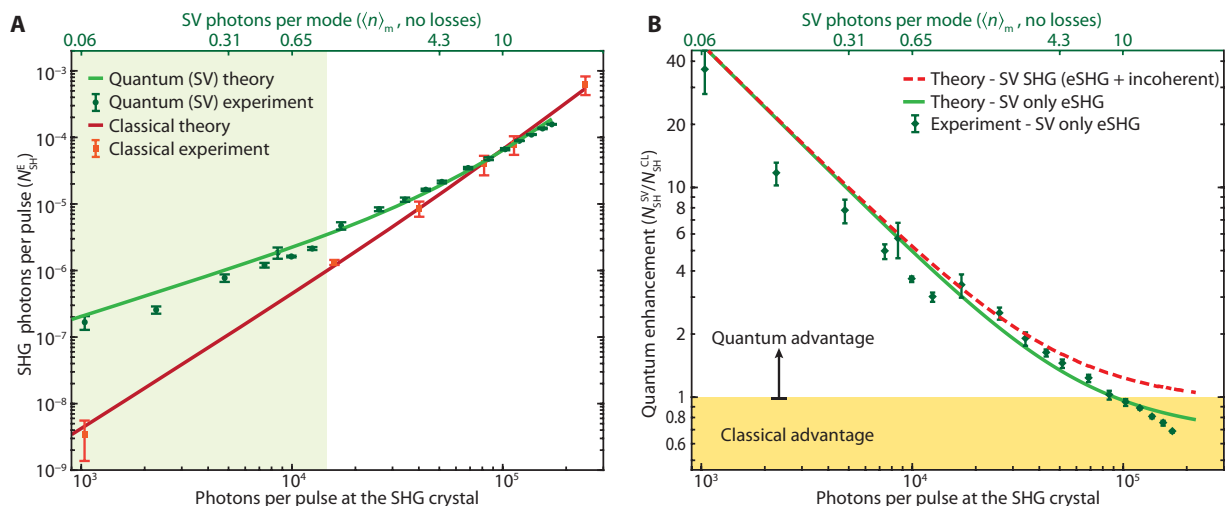 A
SV photons per mode (⟨n⟩m, no losses)
0.06 0.31 0.65 4.3 10
SHG photons per pulse (N_SH^E)
10⁻³
10⁻⁴
10⁻⁵
10⁻⁶
10⁻⁷
10⁻⁸
10⁻⁹
Quantum (SV) theory
Quantum (SV) experiment
Classical theory
Classical experiment
10³ 10⁴ 10⁵
Photons per pulse at the SHG crystal
B
SV photons per mode (⟨n⟩m, no losses)
0.06 0.31 0.65 4.3 10
Quantum enhancement (N_SH^SV/N_SH^CL)
40
20
10
8
6
4
2
1
0.8
0.6
Theory - SV SHG (eSHG + incoherent)
Theory - SV only eSHG
Experiment - SV only eSHG
Quantum advantage
Classical advantage
10³ 10⁴ 10⁵
Photons per pulse at the SHG crystal